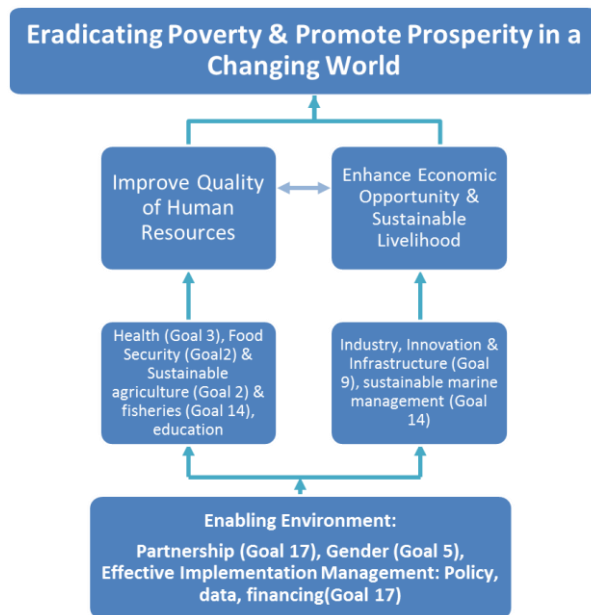 Eradicating Poverty & Promote Prosperity in a
Changing World
Improve Quality
of Human
Resources
Enhance Economic
Opportunity &
Sustainable
Livelihood
Health (Goal 3), Food
Security (Goal2) &
Sustainable
agriculture (Goal 2) &
fisheries (Goal 14),
education
Industry, Innovation &
Infrastructure (Goal
9), sustainable marine
management (Goal
14)
Enabling Environment:
Partnership (Goal 17), Gender (Goal 5),
Effective Implementation Management: Policy,
data, financing(Goal 17)